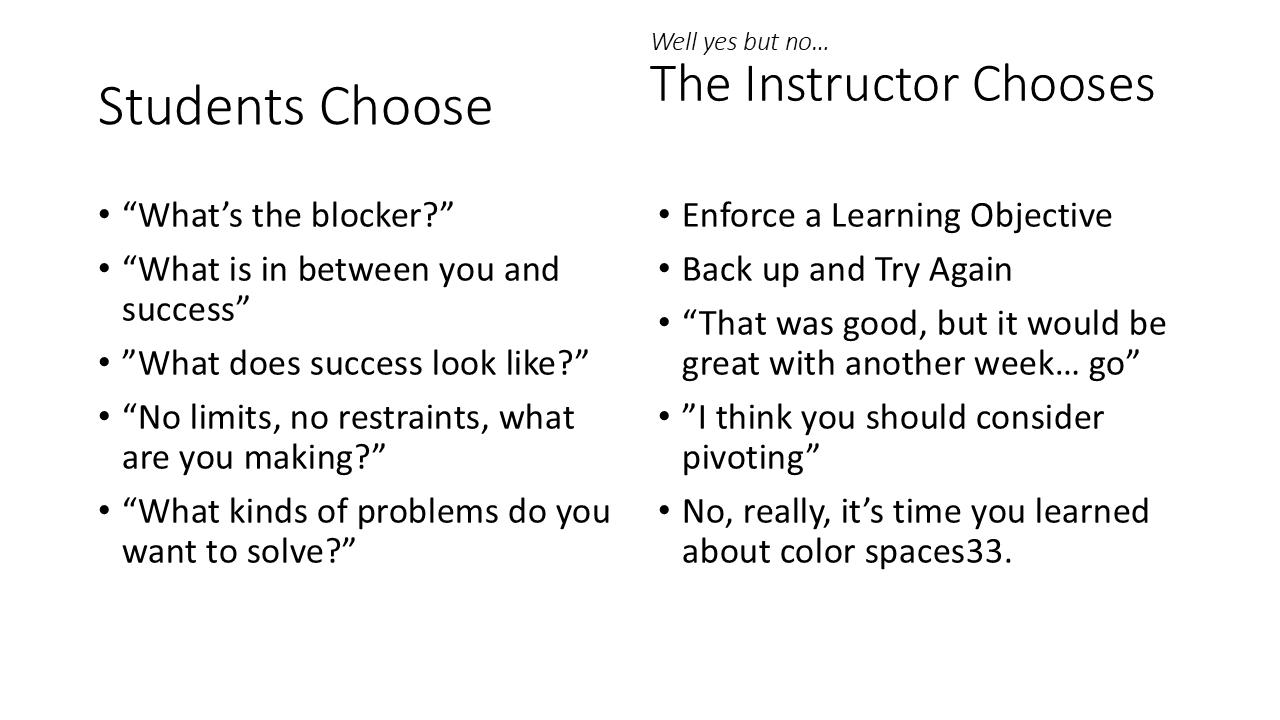 Students Choose
• “What’s the blocker?”
• “What is in between you and
success”
• ”What does success look like?”
• “No limits, no restraints, what
are you making?”
• “What kinds of problems do you
want to solve?”
Well yes but no…
The Instructor Chooses
• Enforce a Learning Objective
• Back up and Try Again
• “That was good, but it would be
great with another week… go”
• ”I think you should consider
pivoting”
• No, really, it’s time you learned
about color spaces33.